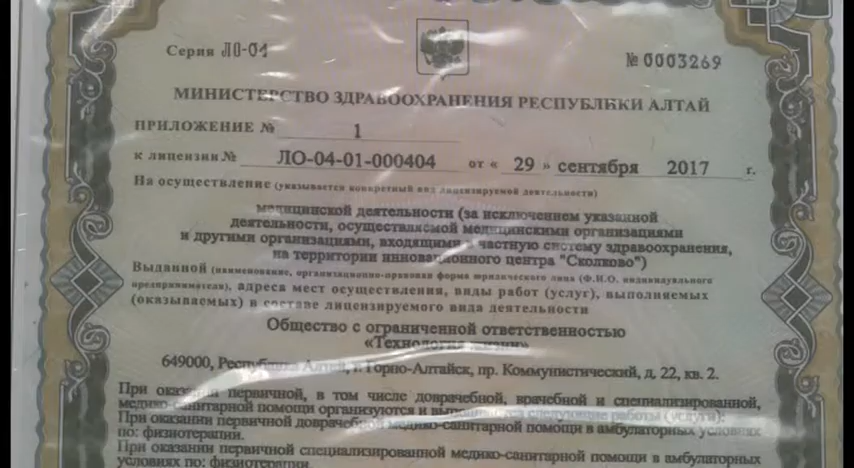 Серия ЛО-01
№ 0003269
МИНИСТЕРСТВО ЗДРАВООХРАНЕНИЯ РЕСПУБЛИКИ АЛТАЙ
ПРИЛОЖЕНИЕ № 1
к лицензии № ЛО-04-01-000404 от « 29 » сентября 2017 г.
На осуществление (указывается конкретный вид лицензируемой деятельности)
медицинской деятельности (за исключением указанной
деятельности, осуществляемой медицинскими организациями
и другими организациями, входящими в частную систему здравоохранения,
на территории инновационного центра "Сколково")
Выданной (наименование, организационно-правовая форма юридического лица (Ф.И.О. индивидуального
предпринимателя), адреса мест осуществления, виды работ (услуг), выполняемых
(оказываемых) в составе лицензируемого вида деятельности
Общество с ограниченной ответственностью
«Технология жизни»
649000, Республика Алтай, г. Горно-Алтайск, пр. Коммунистический, д. 22, кв. 2.
При оказании первичной, в том числе доврачебной, врачебной и специализированной,
медико-санитарной помощи организуются и выполняются следующие работы (услуги):
При оказании первичной доврачебной медико-санитарной помощи в амбулаторных условиях
по: физиотерапии.
При оказании первичной специализированной медико-санитарной помощи в амбулаторных
условиях по: физиотерапии.